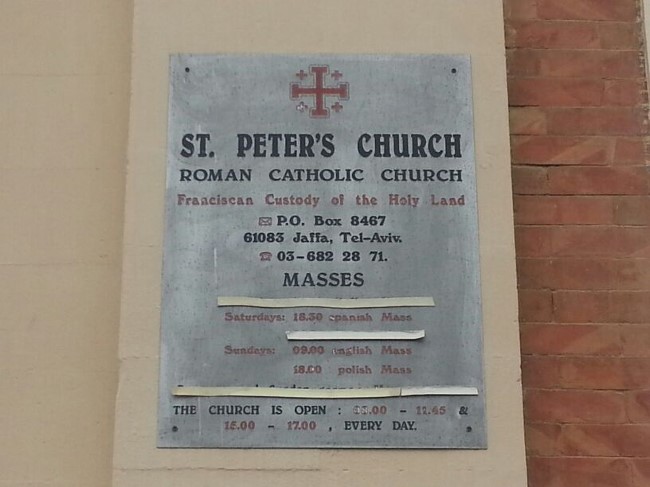 ST. PETER'S CHURCH
ROMAN CATHOLIC CHURCH
Franciscan Custody of the Holy Land
P.O. Box 8467
61083 Jaffa, Tel-Aviv.
03-682 28 71.
MASSES
Saturdays: 18.30 spanish Mass
Sundays: 09.00 english Mass
18.00 polish Mass
THE CHURCH IS OPEN : - 11.45 &
15.00 - 17.00 , EVERY DAY.